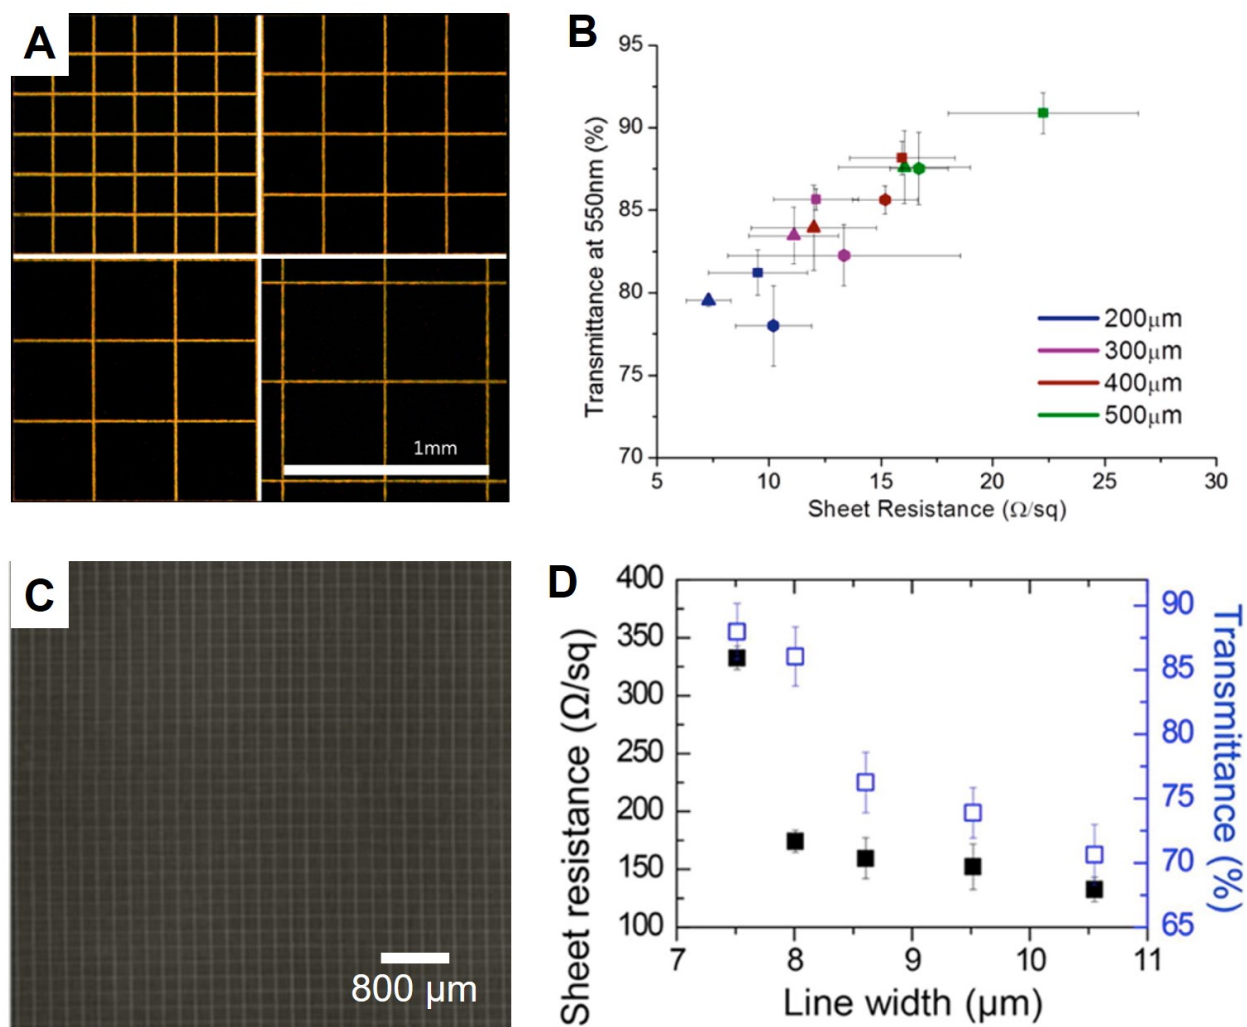 A
1mm
B
Transmittance at 550nm (%)
95
90
85
80
75
70
5 10 15 20 25 30
Sheet Resistance (Ω/sq)
200μm
300μm
400μm
500μm
C
800 μm
D
Sheet resistance (Ω/sq)
400
350
300
250
200
150
100
7 8 9 10 11
Line width (μm)
90
85
80
75
70
65
Transmittance (%)